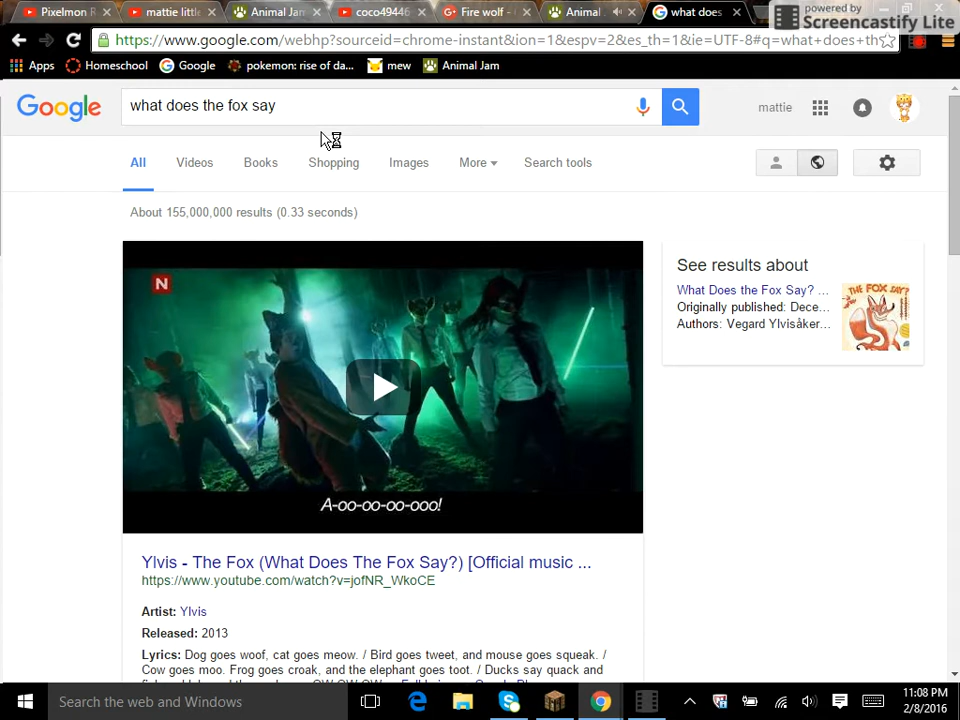 Pixelmon R
mattie little
Animal Jam
coco49446
Fire wolf -
Animal
what does
powered by
Screencastify Lite
https://www.google.com/webhp?sourceid=chrome-instant&ion=1&espv=2&es_th=1&ie=UTF-8#q=what+does+th
Apps Homeschool Google pokemon: rise of da... mew Animal Jam
Google
what does the fox say
mattie
All Videos Books Shopping Images More Search tools
About 155,000,000 results (0.33 seconds)
N
A-oo-oo-oo-ooo!
See results about
What Does the Fox Say? ...
Originally published: Dece...
Authors: Vegard Ylvisåker...
THE FOX SAY?
Ylvis - The Fox (What Does The Fox Say?) [Official music ...
https://www.youtube.com/watch?v=jofNR_WkoCE
Artist: Ylvis
Released: 2013
Lyrics: Dog goes woof, cat goes meow. / Bird goes tweet, and mouse goes squeak. /
Cow goes moo. Frog goes croak, and the elephant goes toot. / Ducks say quack and
Search the web and Windows
11:08 PM
2/8/2016